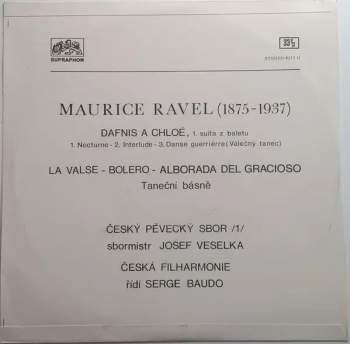 SUPRAPHON
33⅓
MAURICE RAVEL (1875-1937)
DAFNIS A CHLOÉ, 1. suita z baletu
1. Nocturne - 2. Interlude - 3. Danse guerrièrre (Válečný tanec)
LA VALSE - BOLERO - ALBORADA DEL GRACIOSO
Taneční básně
ČESKÝ PĚVECKÝ SBOR /1/
sbormistr JOSEF VESELKA
ČESKÁ FILHARMONIE
řídí SERGE BAUDO